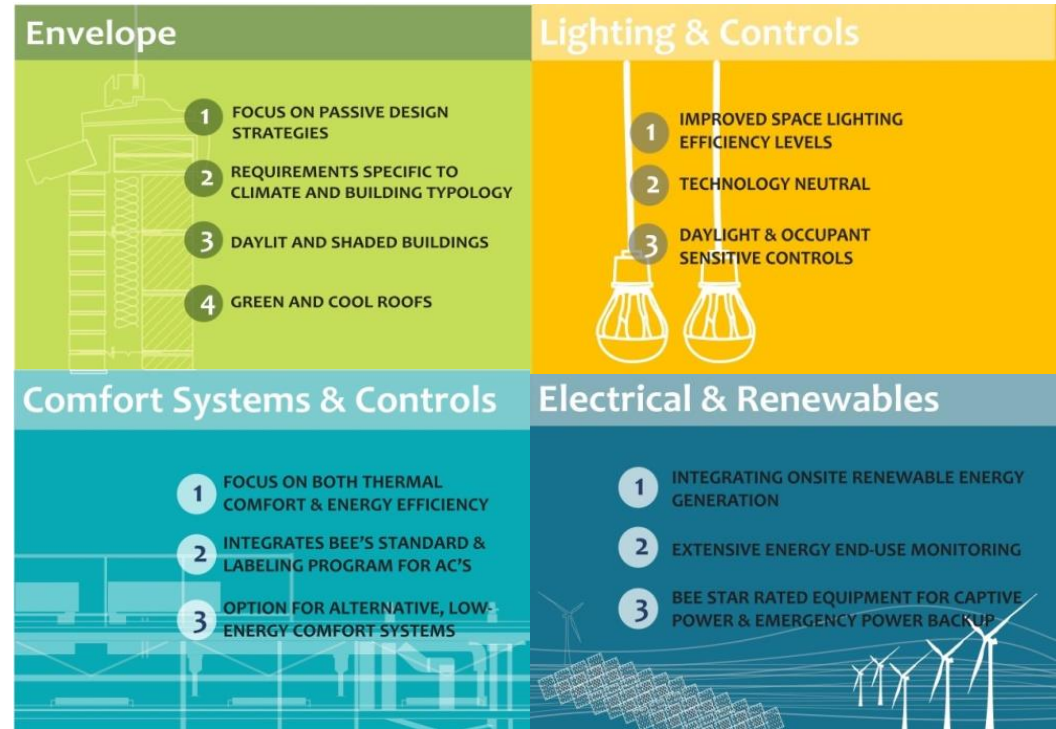 Envelope
1 FOCUS ON PASSIVE DESIGN
STRATEGIES
2 REQUIREMENTS SPECIFIC TO
CLIMATE AND BUILDING TYPOLOGY
3 DAYLIT AND SHADED BUILDINGS
4 GREEN AND COOL ROOFS
Lighting & Controls
1 IMPROVED SPACE LIGHTING
EFFICIENCY LEVELS
2 TECHNOLOGY NEUTRAL
3 DAYLIGHT & OCCUPANT
SENSITIVE CONTROLS
Comfort Systems & Controls
1 FOCUS ON BOTH THERMAL
COMFORT & ENERGY EFFICIENCY
2 INTEGRATES BEE'S STANDARD &
LABELING PROGRAM FOR AC'S
3 OPTION FOR ALTERNATIVE, LOW-
ENERGY COMFORT SYSTEMS
Electrical & Renewables
1 INTEGRATING ONSITE RENEWABLE ENERGY
GENERATION
2 EXTENSIVE ENERGY END-USE MONITORING
3 BEE STAR RATED EQUIPMENT FOR CAPTIVE
POWER & EMERGENCY POWER BACKUP